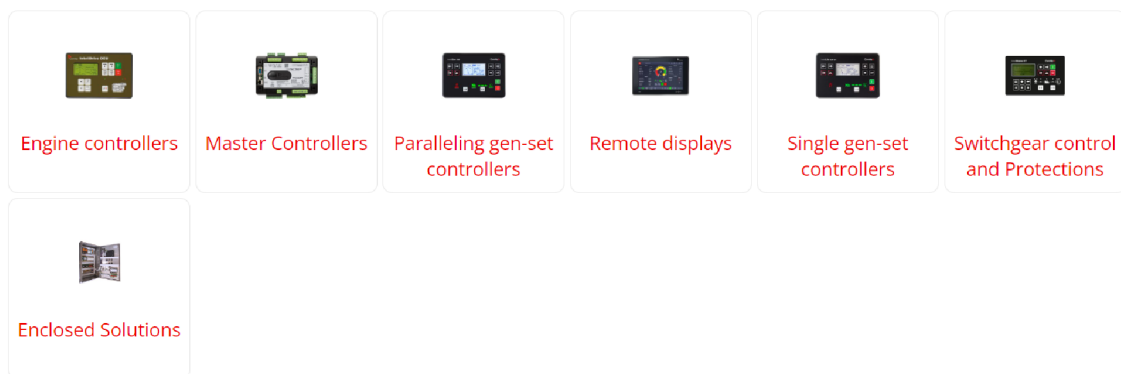 Engine controllers
Master Controllers
Paralleling gen-set
controllers
Remote displays
Single gen-set
controllers
Switchgear control
and Protections
Enclosed Solutions